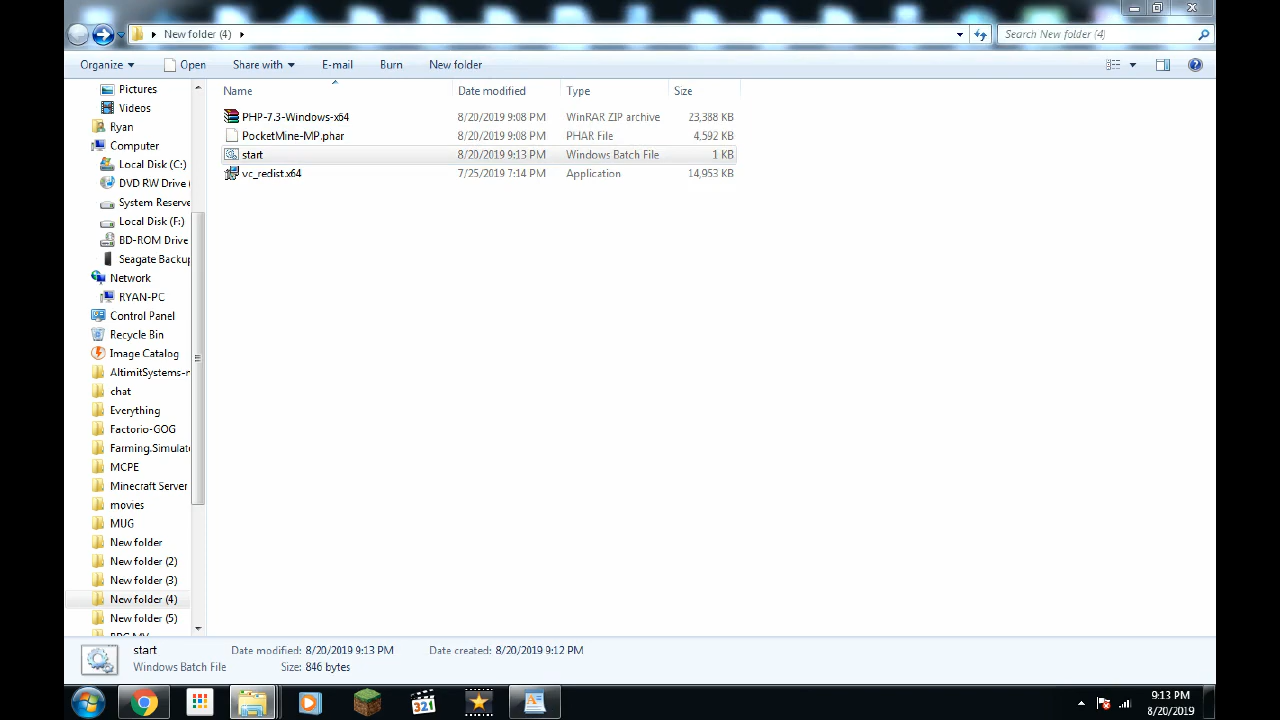 New folder (4)
Search New folder (4)
Organize
Open
Share with
E-mail
Burn
New folder
Name
Date modified
Type
Size
PHP-7.3-Windows-x64
8/20/2019 9:08 PM
WinRAR ZIP archive
23,388 KB
PocketMine-MP.phar
8/20/2019 9:08 PM
PHAR File
4,592 KB
start
8/20/2019 9:13 PM
Windows Batch File
1 KB
vc_redist.x64
7/25/2019 7:14 PM
Application
14,953 KB
Pictures
Videos
Ryan
Computer
Local Disk (C:)
DVD RW Drive (
System Reserve
Local Disk (F:)
BD-ROM Drive
Seagate Backup
Network
RYAN-PC
Control Panel
Recycle Bin
Image Catalog
AltimitSystems-r
chat
Everything
Factorio-GOG
Farming.Simulato
MCPE
Minecraft Server
movies
MUG
New folder
New folder (2)
New folder (3)
New folder (4)
New folder (5)
start
Date modified: 8/20/2019 9:13 PM
Date created: 8/20/2019 9:12 PM
Windows Batch File
Size: 846 bytes
321
9:13 PM
8/20/2019